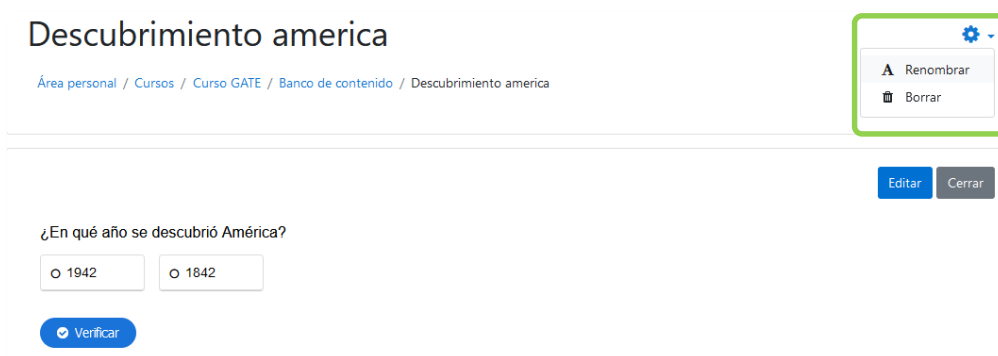 Descubrimiento america
Área personal / Cursos / Curso GATE / Banco de contenido / Descubrimiento america
Renombrar
Borrar
Editar Cerrar
¿En qué año se descubrió América?
1942 1842
Verificar